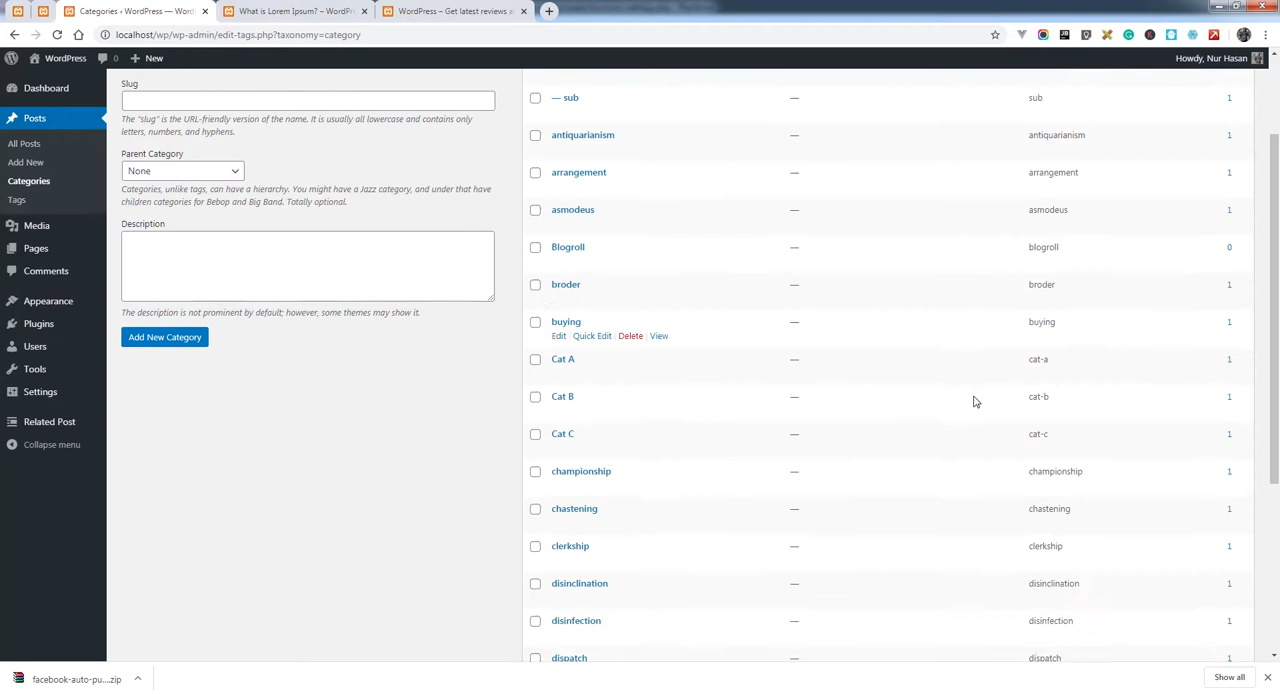 Categories ‹ WordPress — Word
What is Lorem Ipsum? – WordPr
WordPress – Get latest reviews a
localhost/wp/wp-admin/edit-tags.php?taxonomy=category
WordPress
0
New
Howdy, Nur Hasan
Dashboard
Posts
All Posts
Add New
Categories
Tags
Media
Pages
Comments
Appearance
Plugins
Users
Tools
Settings
Related Post
Collapse menu
Slug
The "slug" is the URL-friendly version of the name. It is usually all lowercase and contains only
letters, numbers, and hyphens.
Parent Category
None
Categories, unlike tags, can have a hierarchy. You might have a Jazz category, and under that have
children categories for Bebop and Big Band. Totally optional.
Description
The description is not prominent by default; however, some themes may show it.
Add New Category
— sub — sub 1
antiquarianism — antiquarianism 1
arrangement — arrangement 1
asmodeus — asmodeus 1
Blogroll — blogroll 0
broder — broder 1
buying — buying 1
Edit | Quick Edit | Delete | View
Cat A — cat-a 1
Cat B — cat-b 1
Cat C — cat-c 1
championship — championship 1
chastening — chastening 1
clerkship — clerkship 1
disinclination — disinclination 1
disinfection — disinfection 1
dispatch — dispatch 1
facebook-auto-pu....zip
Show all